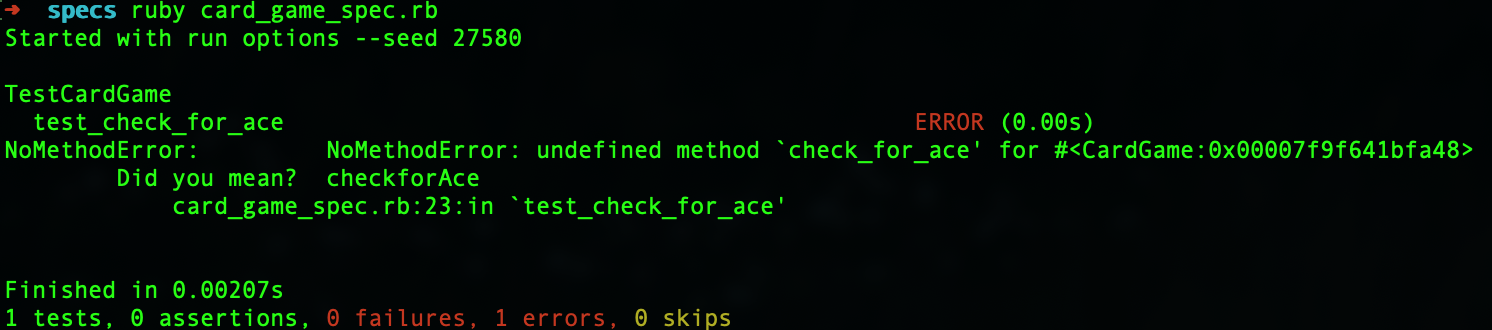 ➜ specs ruby card_game_spec.rb
Started with run options --seed 27580
TestCardGame
test_check_for_ace ERROR (0.00s)
NoMethodError: NoMethodError: undefined method `check_for_ace' for #<CardGame:0x00007f9f641bfa48>
Did you mean? checkforAce
card_game_spec.rb:23:in `test_check_for_ace'
Finished in 0.00207s
1 tests, 0 assertions, 0 failures, 1 errors, 0 skips